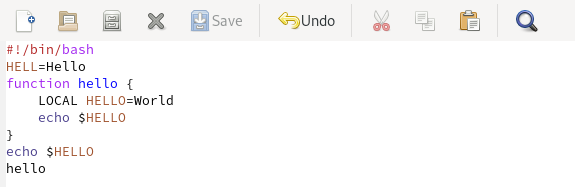 Save Undo
#!/bin/bash
HELL=Hello
function hello {
    LOCAL HELLO=World
    echo $HELLO
}
echo $HELLO
hello